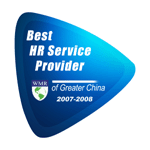 Best
HR Service
Provider
WMR
of Greater China
2007-2008